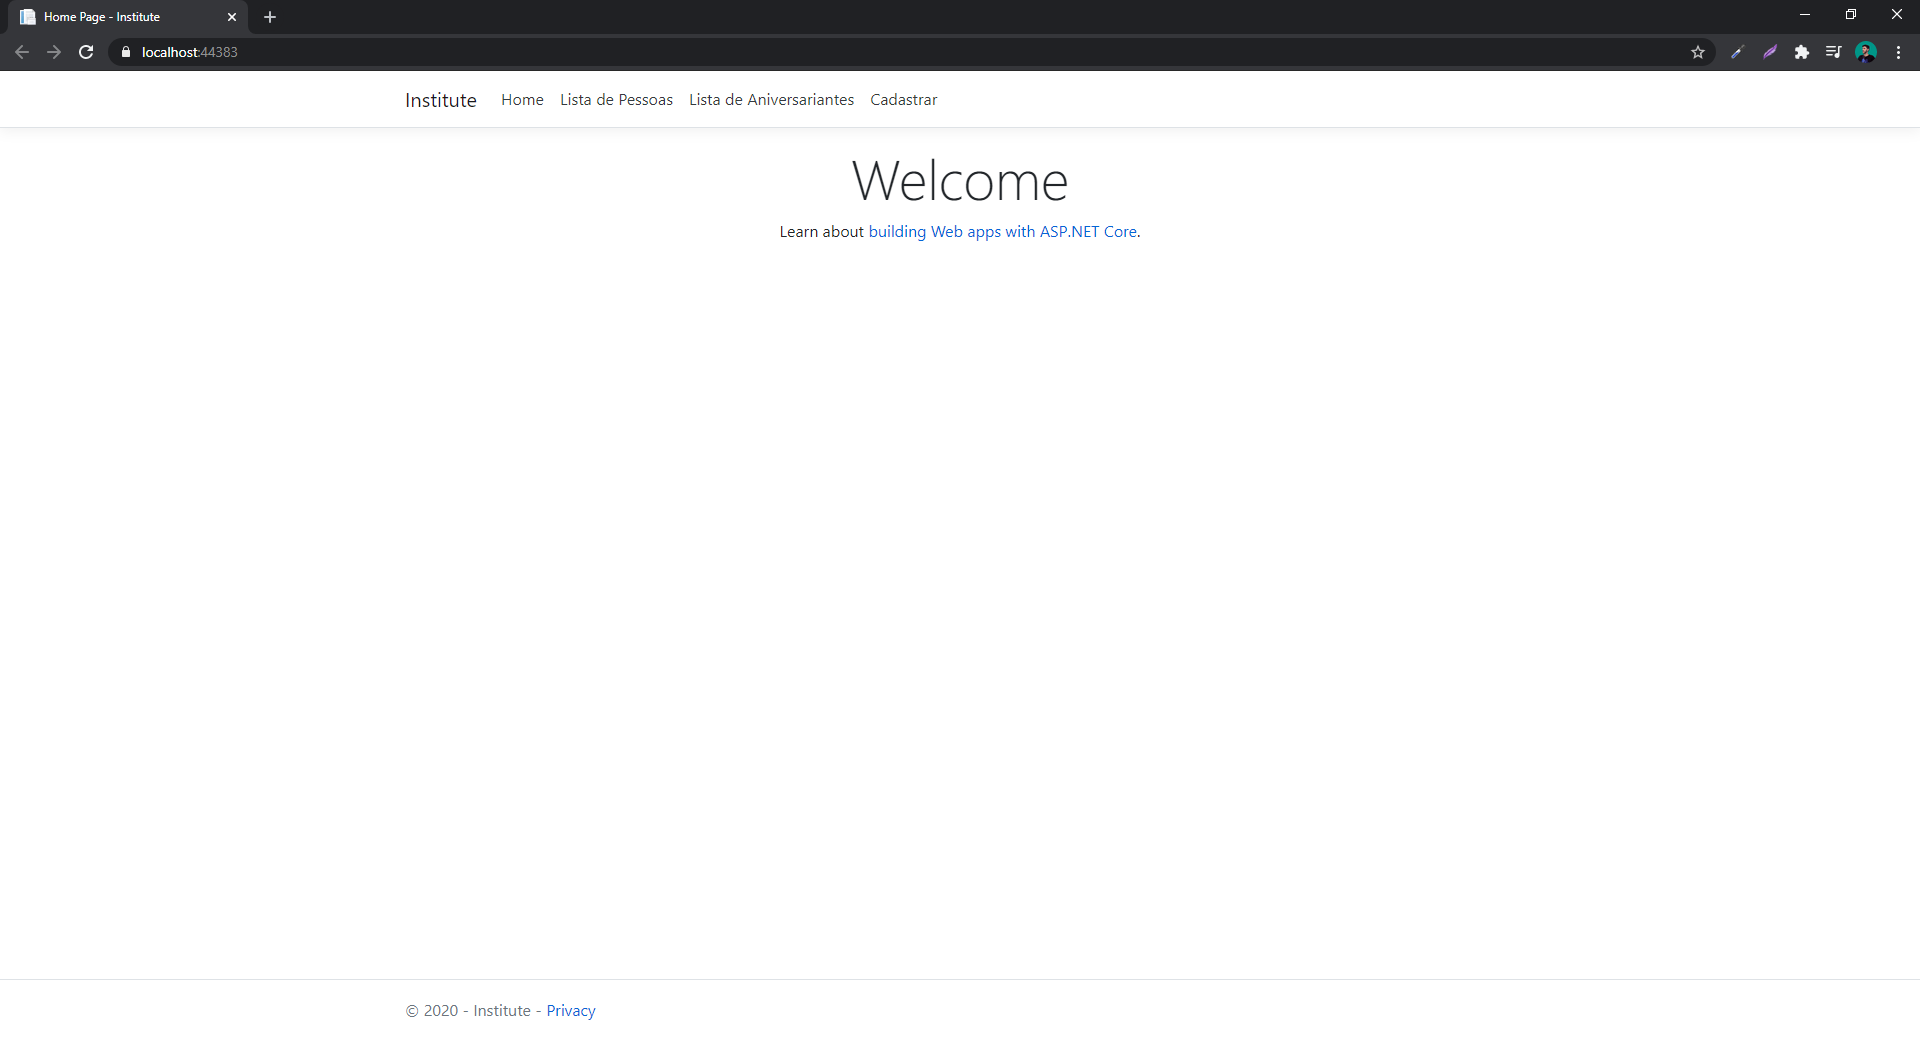 Home Page - Institute
localhost:44383
Institute Home Lista de Pessoas Lista de Aniversariantes Cadastrar
Welcome
Learn about building Web apps with ASP.NET Core.
© 2020 - Institute - Privacy